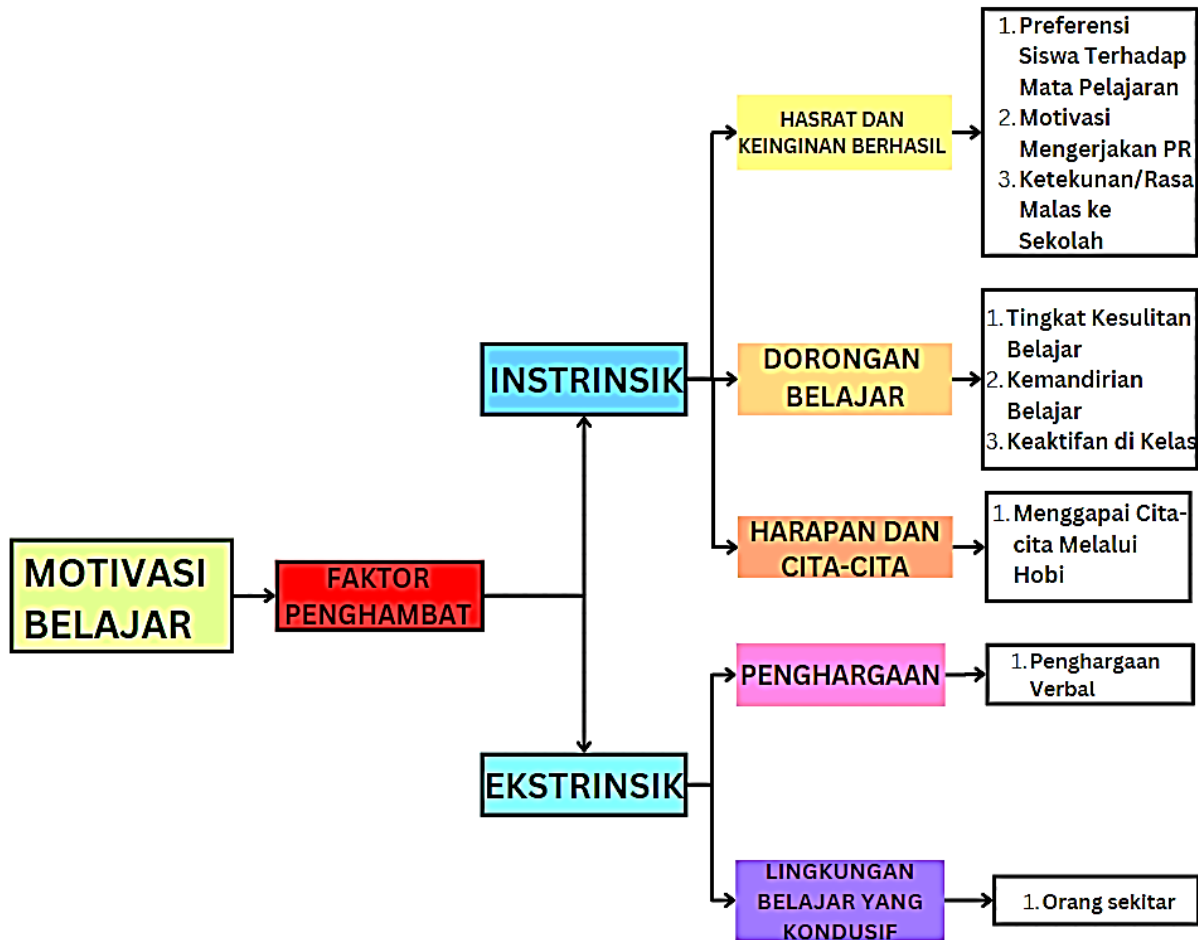 MOTIVASI
BELAJAR
FAKTOR
PENGHAMBAT
INSTRINSIK
HASRAT DAN
KEINGINAN BERHASIL
1. Preferensi
Siswa Terhadap
Mata Pelajaran
2. Motivasi
Mengerjakan PR
3. Ketekunan/Rasa
Malas ke
Sekolah
DORONGAN
BELAJAR
1. Tingkat Kesulitan
Belajar
2. Kemandirian
Belajar
3. Keaktifan di Kelas
HARAPAN DAN
CITA-CITA
1. Menggapai Cita-
cita Melalui
Hobi
EKSTRINSIK
PENGHARGAAN
1. Penghargaan
Verbal
LINGKUNGAN
BELAJAR YANG
KONDUSIF
1. Orang sekitar